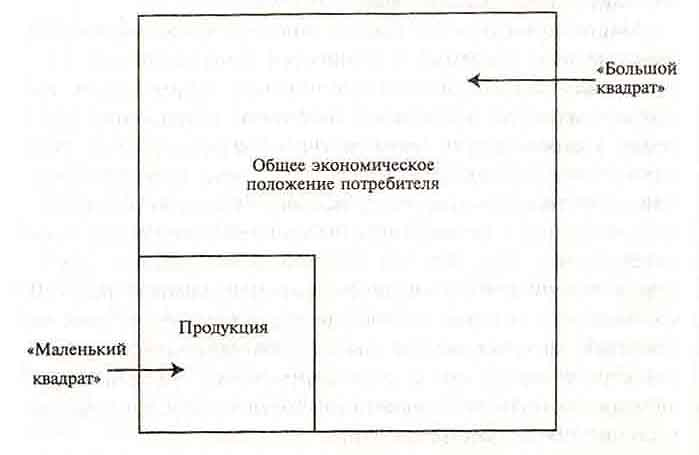 «Большой
квадрат»
Общее экономическое
положение потребителя
Продукция
«Маленький
квадрат»